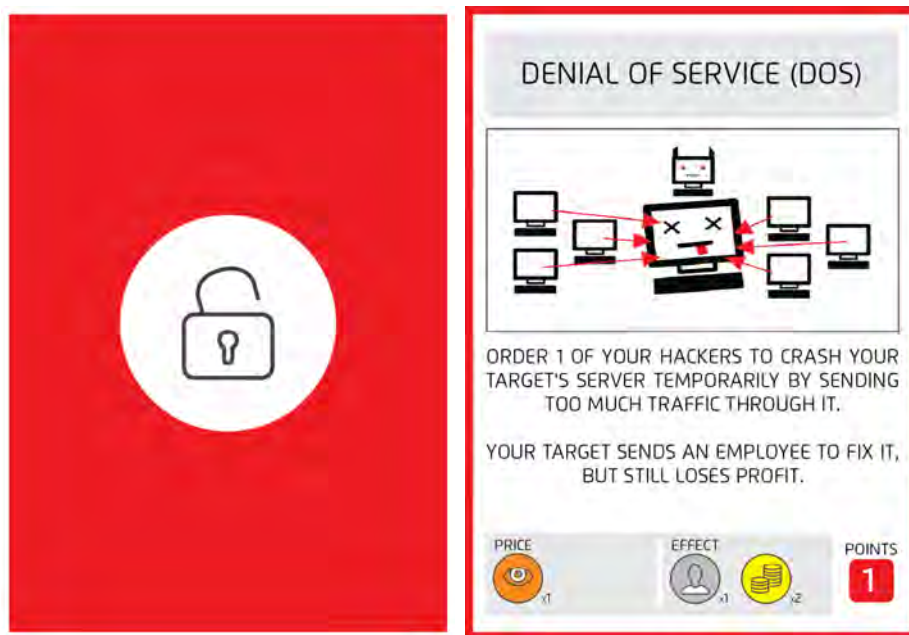 DENIAL OF SERVICE (DOS)
ORDER 1 OF YOUR HACKERS TO CRASH YOUR
TARGET'S SERVER TEMPORARILY BY SENDING
TOO MUCH TRAFFIC THROUGH IT.
YOUR TARGET SENDS AN EMPLOYEE TO FIX IT,
BUT STILL LOSES PROFIT.
PRICE EFFECT POINTS
x1 x1 x2 1